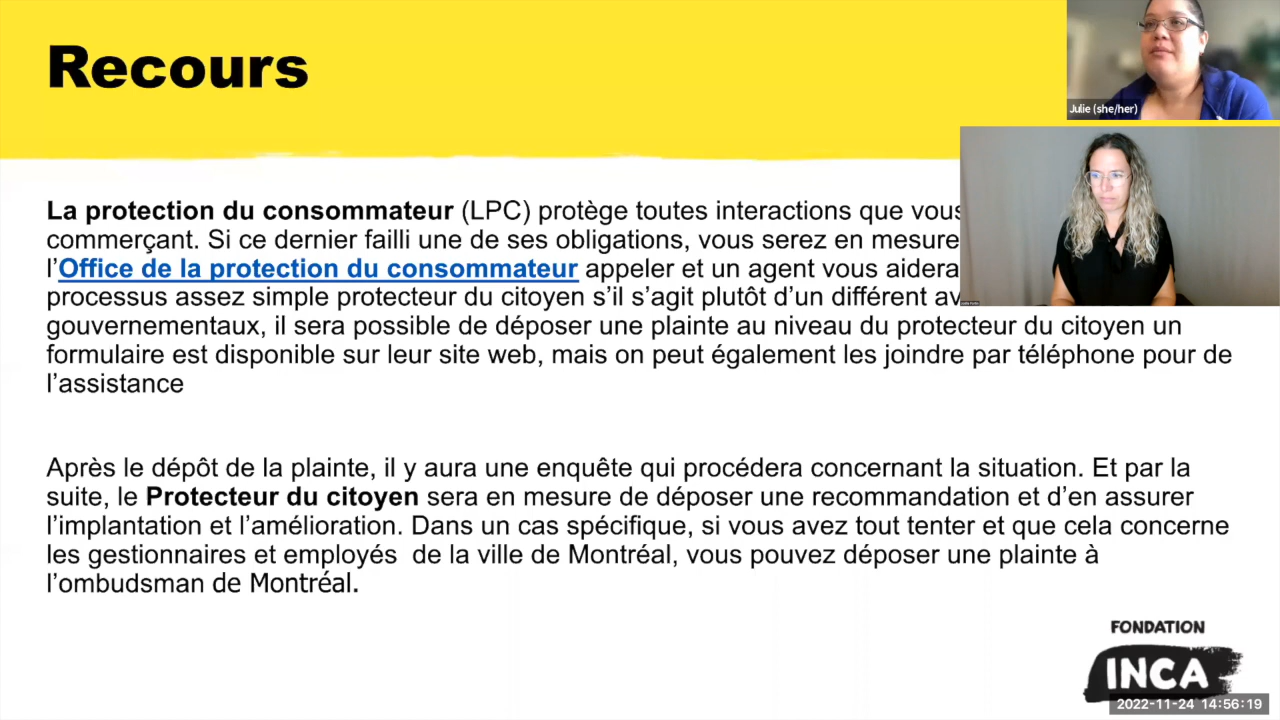 Recours
Julie (she/her)
La protection du consommateur (LPC) protège toutes interactions que vous
commerçant. Si ce dernier failli une de ses obligations, vous serez en mesure
l’Office de la protection du consommateur appeler et un agent vous aidera
processus assez simple protecteur du citoyen s’il s’agit plutôt d’un différent
gouvernementaux, il sera possible de déposer une plainte au niveau du protecteur du citoyen un
formulaire est disponible sur leur site web, mais on peut également les joindre par téléphone pour de
l’assistance
Après le dépôt de la plainte, il y aura une enquête qui procédera concernant la situation. Et par la
suite, le Protecteur du citoyen sera en mesure de déposer une recommandation et d’en assurer
l’implantation et l’amélioration. Dans un cas spécifique, si vous avez tout tenter et que cela concerne
les gestionnaires et employés  de la ville de Montréal, vous pouvez déposer une plainte à
l’ombudsman de Montréal.
FONDATION
INCA
2022-11-24 14:56:19